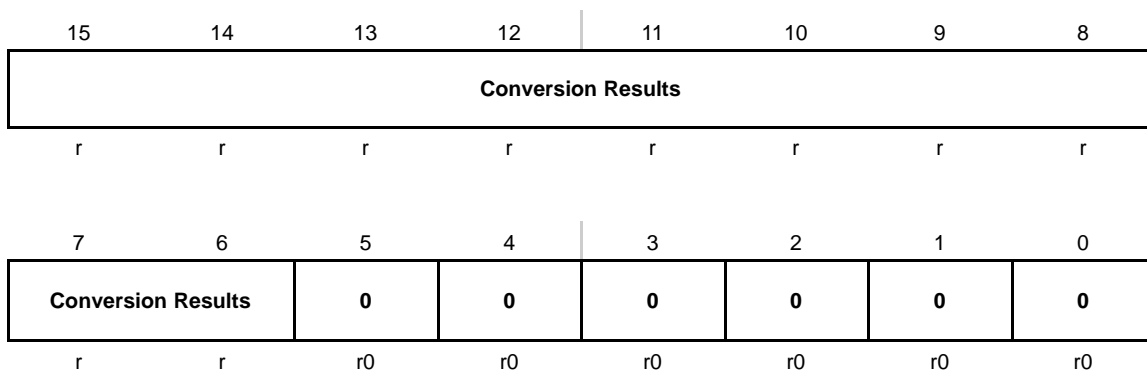 15 14 13 12 11 10 9 8
Conversion Results
r r r r r r r r
7 6 5 4 3 2 1 0
Conversion Results 0 0 0 0 0 0
r r r0 r0 r0 r0 r0 r0